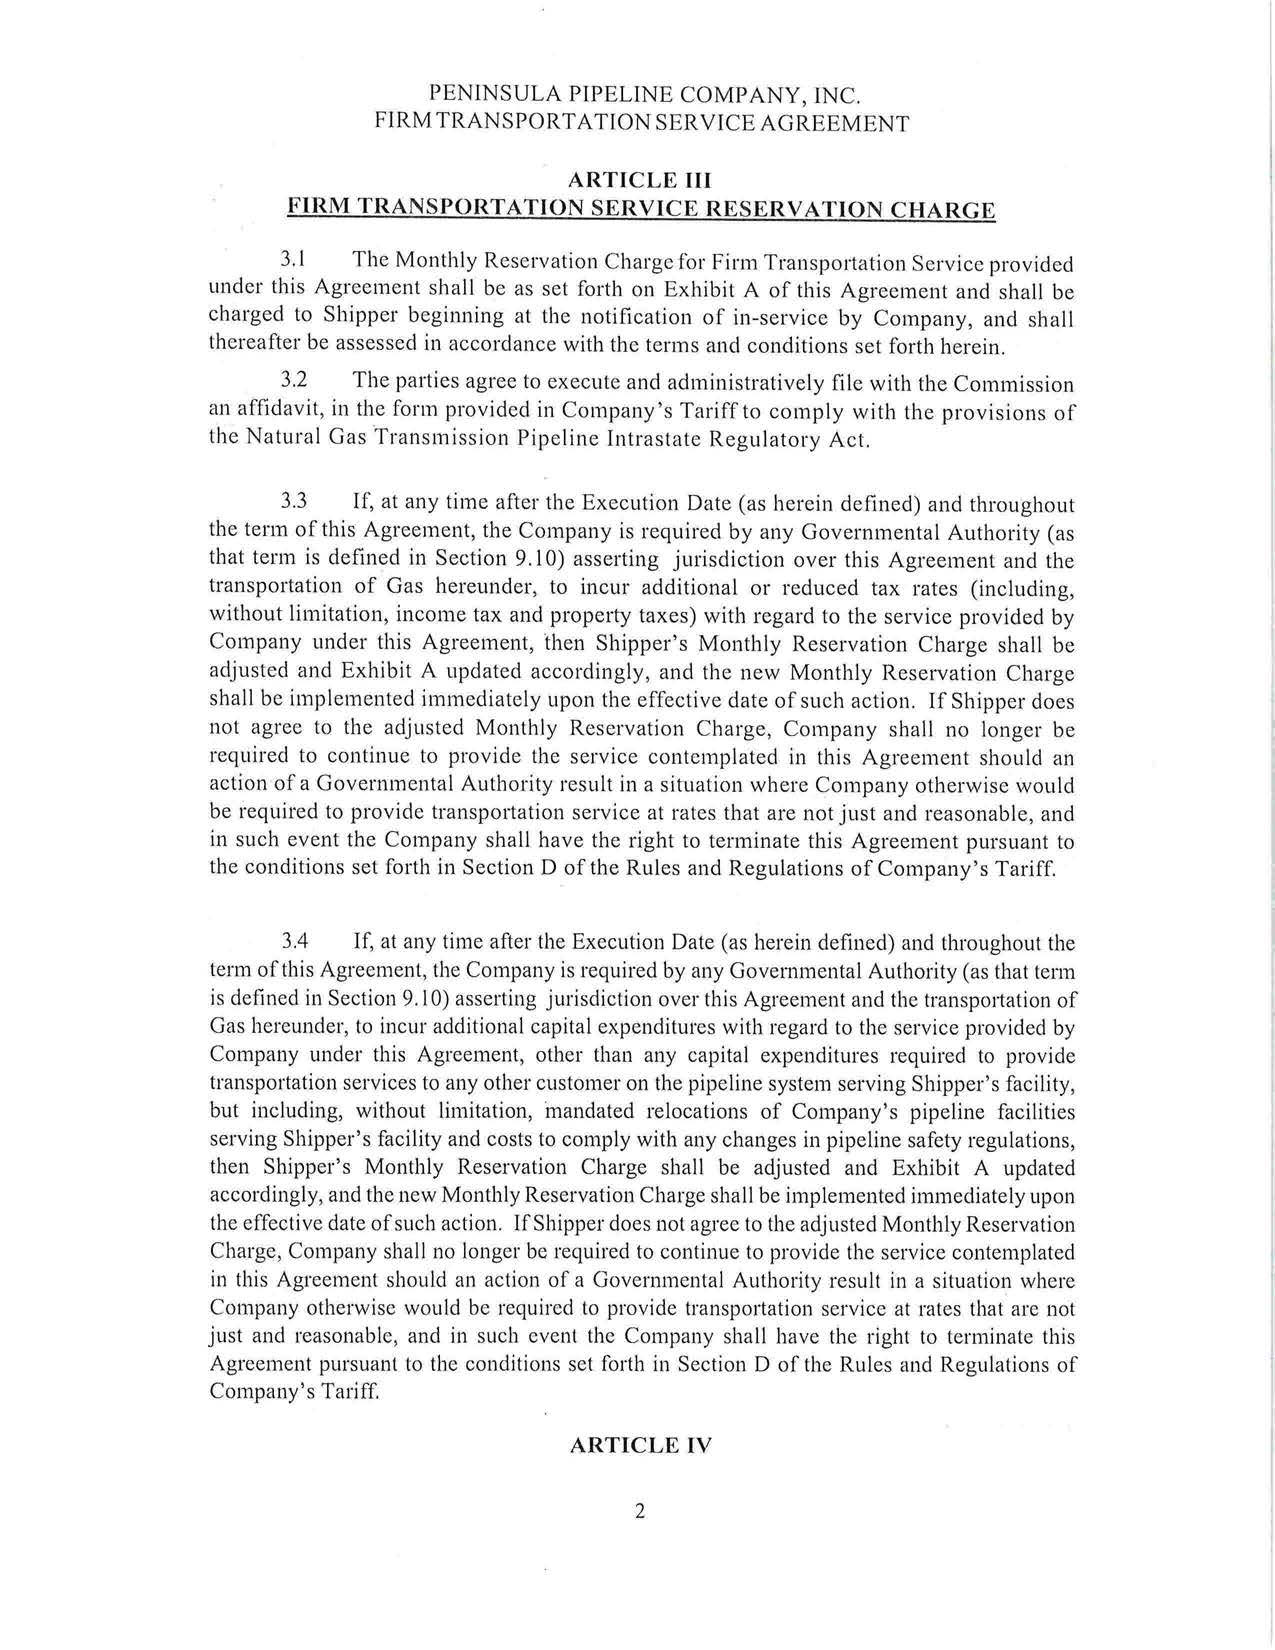 PENINSULA PIPELINE COMPANY, INC.
FIRM TRANSPORTATION SERVICE AGREEMENT
ARTICLE III
FIRM TRANSPORTATION SERVICE RESERVATION CHARGE
3.1 The Monthly Reservation Charge for Firm Transportation Service provided
under this Agreement shall be as set forth on Exhibit A of this Agreement and shall be
charged to Shipper beginning at the notification of in-service by Company, and shall
thereafter be assessed in accordance with the terms and conditions set forth herein.
3.2 The parties agree to execute and administratively file with the Commission
an affidavit, in the form provided in Company's Tariff to comply with the provisions of
the Natural Gas Transmission Pipeline Intrastate Regulatory Act.
3.3 If, at any time after the Execution Date (as herein defined) and throughout
the term of this Agreement, the Company is required by any Governmental Authority (as
that term is defined in Section 9.10) asserting jurisdiction over this Agreement and the
transportation of Gas hereunder, to incur additional or reduced tax rates (including,
without limitation, income tax and property taxes) with regard to the service provided by
Company under this Agreement, then Shipper's Monthly Reservation Charge shall be
adjusted and Exhibit A updated accordingly, and the new Monthly Reservation Charge
shall be implemented immediately upon the effective date of such action. If Shipper does
not agree to the adjusted Monthly Reservation Charge, Company shall no longer be
required to continue to provide the service contemplated in this Agreement should an
action of a Governmental Authority result in a situation where Company otherwise would
be required to provide transportation service at rates that are not just and reasonable, and
in such event the Company shall have the right to terminate this Agreement pursuant to
the conditions set forth in Section D of the Rules and Regulations of Company's Tariff.
3.4 If, at any time after the Execution Date (as herein defined) and throughout the
term of this Agreement, the Company is required by any Governmental Authority (as that term
is defined in Section 9.10) asserting jurisdiction over this Agreement and the transportation of
Gas hereunder, to incur additional capital expenditures with regard to the service provided by
Company under this Agreement, other than any capital expenditures required to provide
transportation services to any other customer on the pipeline system serving Shipper's facility,
but including, without limitation, mandated relocations of Company's pipeline facilities
serving Shipper's facility and costs to comply with any changes in pipeline safety regulations,
then Shipper's Monthly Reservation Charge shall be adjusted and Exhibit A updated
accordingly, and the new Monthly Reservation Charge shall be implemented immediately upon
the effective date of such action. If Shipper does not agree to the adjusted Monthly Reservation
Charge, Company shall no longer be required to continue to provide the service contemplated
in this Agreement should an action of a Governmental Authority result in a situation where
Company otherwise would be required to provide transportation service at rates that are not
just and reasonable, and in such event the Company shall have the right to terminate this
Agreement pursuant to the conditions set forth in Section D of the Rules and Regulations of
Company's Tariff.
ARTICLE IV
2